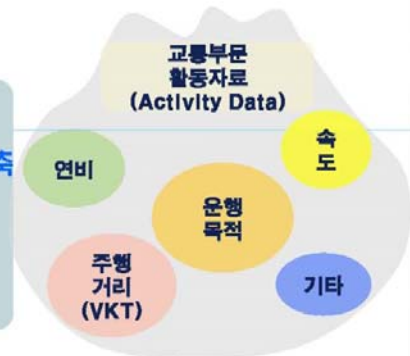 교통부문
활동자료
(Activity Data)
축
연비
속
도
운행
목적
주행
거리
(VKT)
기타